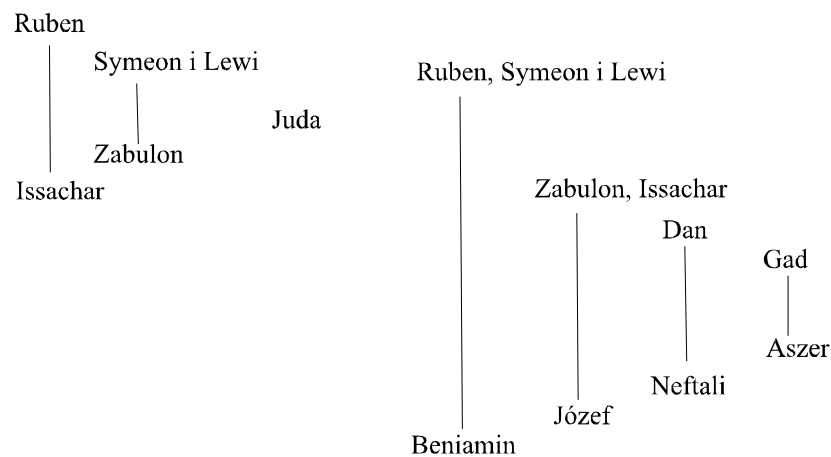 Ruben
Symeon i Lewi
Juda
Zabulon
Issachar
Ruben, Symeon i Lewi
Zabulon, Issachar
Dan
Gad
Aszer
Neftali
Józef
Beniamin